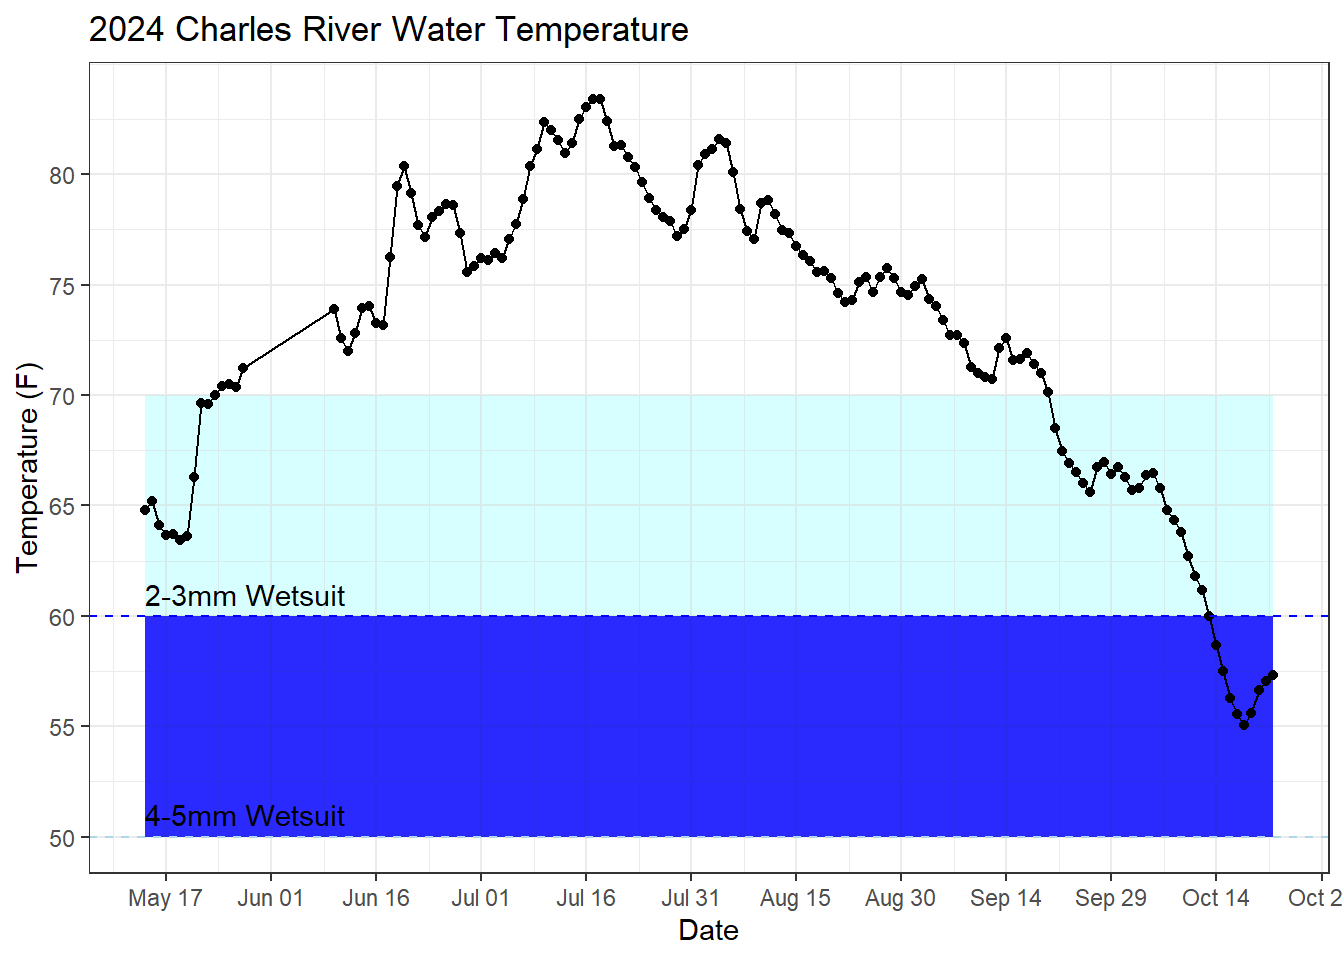 2024 Charles River Water Temperature
Temperature (F)
80
75
70
65
60
55
50
2-3mm Wetsuit
4-5mm Wetsuit
May 17 Jun 01 Jun 16 Jul 01 Jul 16 Jul 31 Aug 15 Aug 30 Sep 14 Sep 29 Oct 14 Oct 2
Date